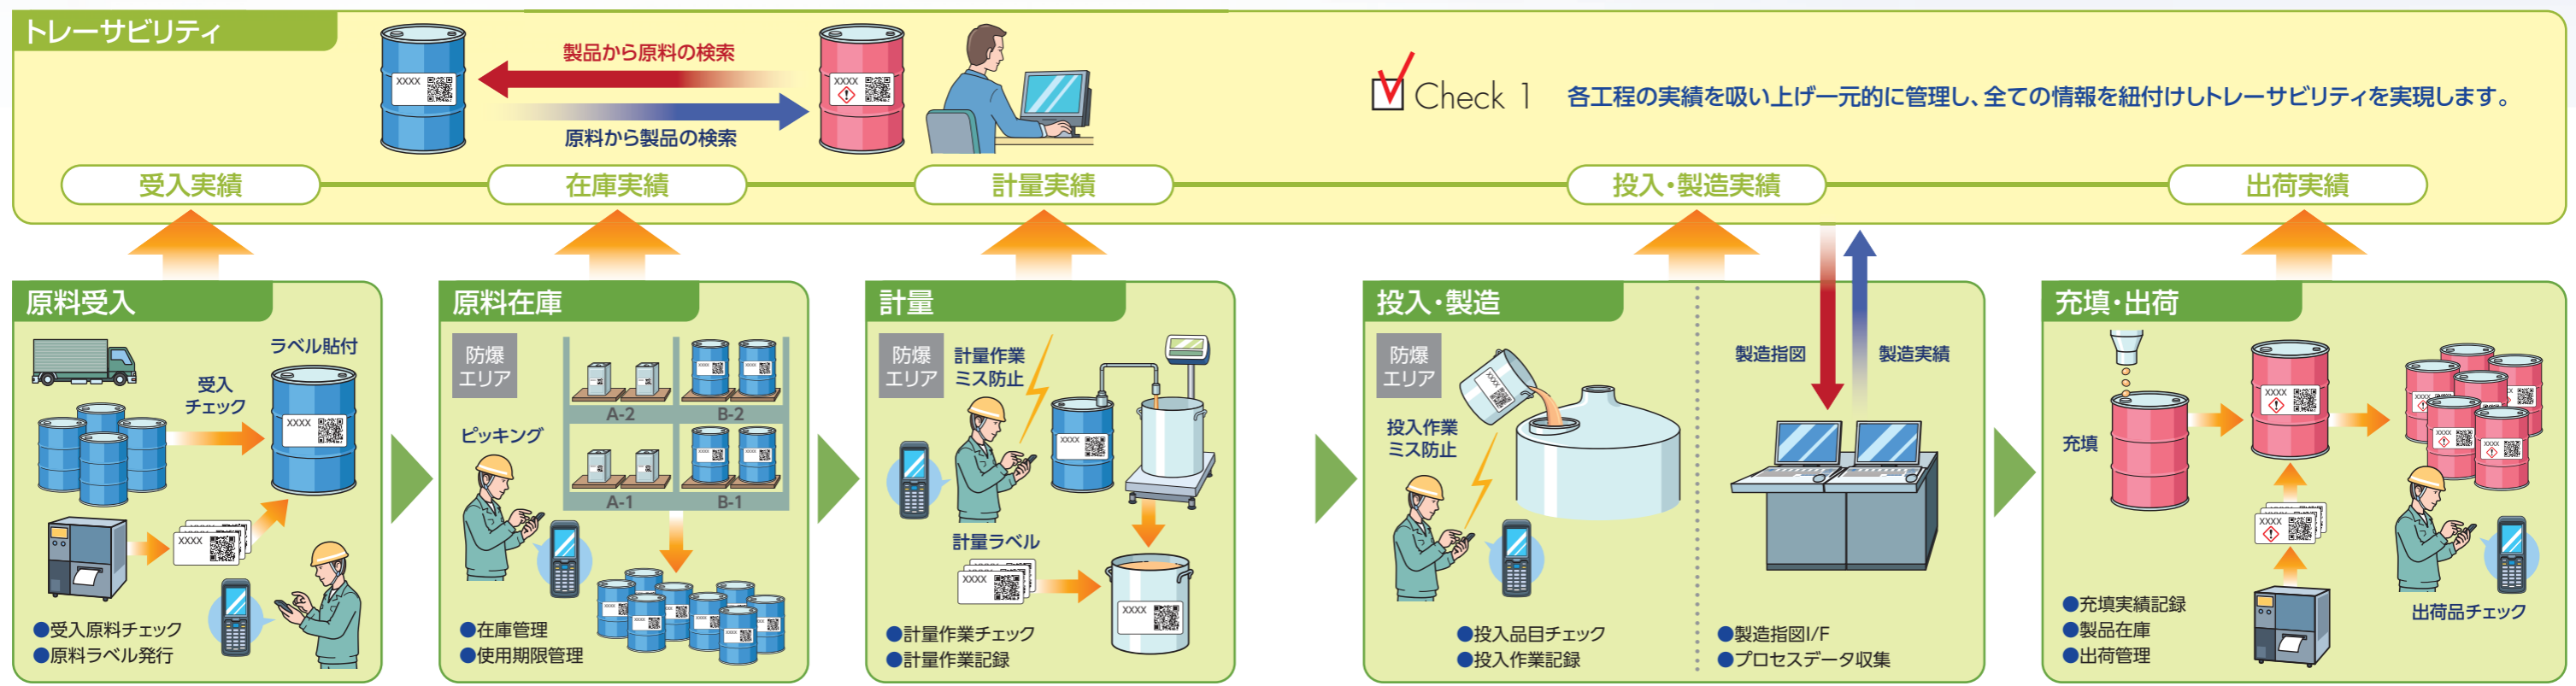 トレーサビリティ
製品から原料の検索
原料から製品の検索
XXXX
XXXX
Check 1
各工程の実績を吸い上げ一元的に管理し、全ての情報を紐付けしトレーサビリティを実現します。
受入実績
在庫実績
計量実績
投入・製造実績
出荷実績
原料受入
ラベル貼付
受入
チェック
XXXX
XXXX
●受入原料チェック
●原料ラベル発行
原料在庫
防爆
エリア
ピッキング
A-2
B-2
A-1
B-1
●在庫管理
●使用期限管理
計量
防爆
エリア
計量作業
ミス防止
XXXX
計量ラベル
XXXX
XXXX
●計量作業チェック
●計量作業記録
投入・製造
防爆
エリア
XXXX
投入作業
ミス防止
●投入品目チェック
●投入作業記録
製造指図
製造実績
●製造指図I/F
●プロセスデータ収集
充填・出荷
充填
XXXX
XXXX
出荷品チェック
●充填実績記録
●製品在庫
●出荷管理